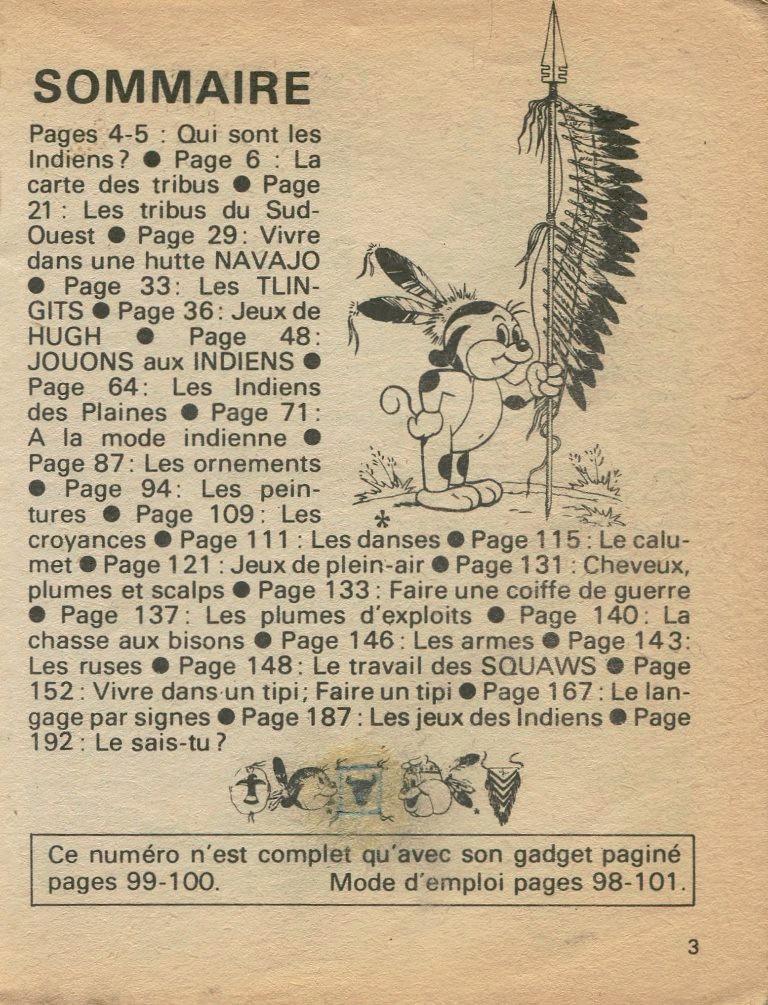 SOMMAIRE
Pages 4-5 : Qui sont les
Indiens ? ● Page 6 : La
carte des tribus ● Page
21 : Les tribus du Sud-
Ouest ● Page 29 : Vivre
dans une hutte NAVAJO
● Page 33 : Les TLIN-
GITS ● Page 36 : Jeux de
HUGH ● Page 48 :
JOUONS aux INDIENS ●
Page 64 : Les Indiens
des Plaines ● Page 71 :
A la mode indienne ●
Page 87 : Les ornements
● Page 94 : Les pein-
tures ● Page 109 : Les
croyances ● Page 111 : Les danses ● Page 115 : Le calu-
met ● Page 121 : Jeux de plein-air ● Page 131 : Cheveux,
plumes et scalps ● Page 133 : Faire une coiffe de guerre
● Page 137 : Les plumes d'exploits ● Page 140 : La
chasse aux bisons ● Page 146 : Les armes ● Page 143 :
Les ruses ● Page 148 : Le travail des SQUAWS ● Page
152 : Vivre dans un tipi ; Faire un tipi ● Page 167 : Le lan-
gage par signes ● Page 187 : Les jeux des Indiens ● Page
192 : Le sais-tu ?
Ce numéro n'est complet qu'avec son gadget paginé
pages 99-100. Mode d'emploi pages 98-101.
3